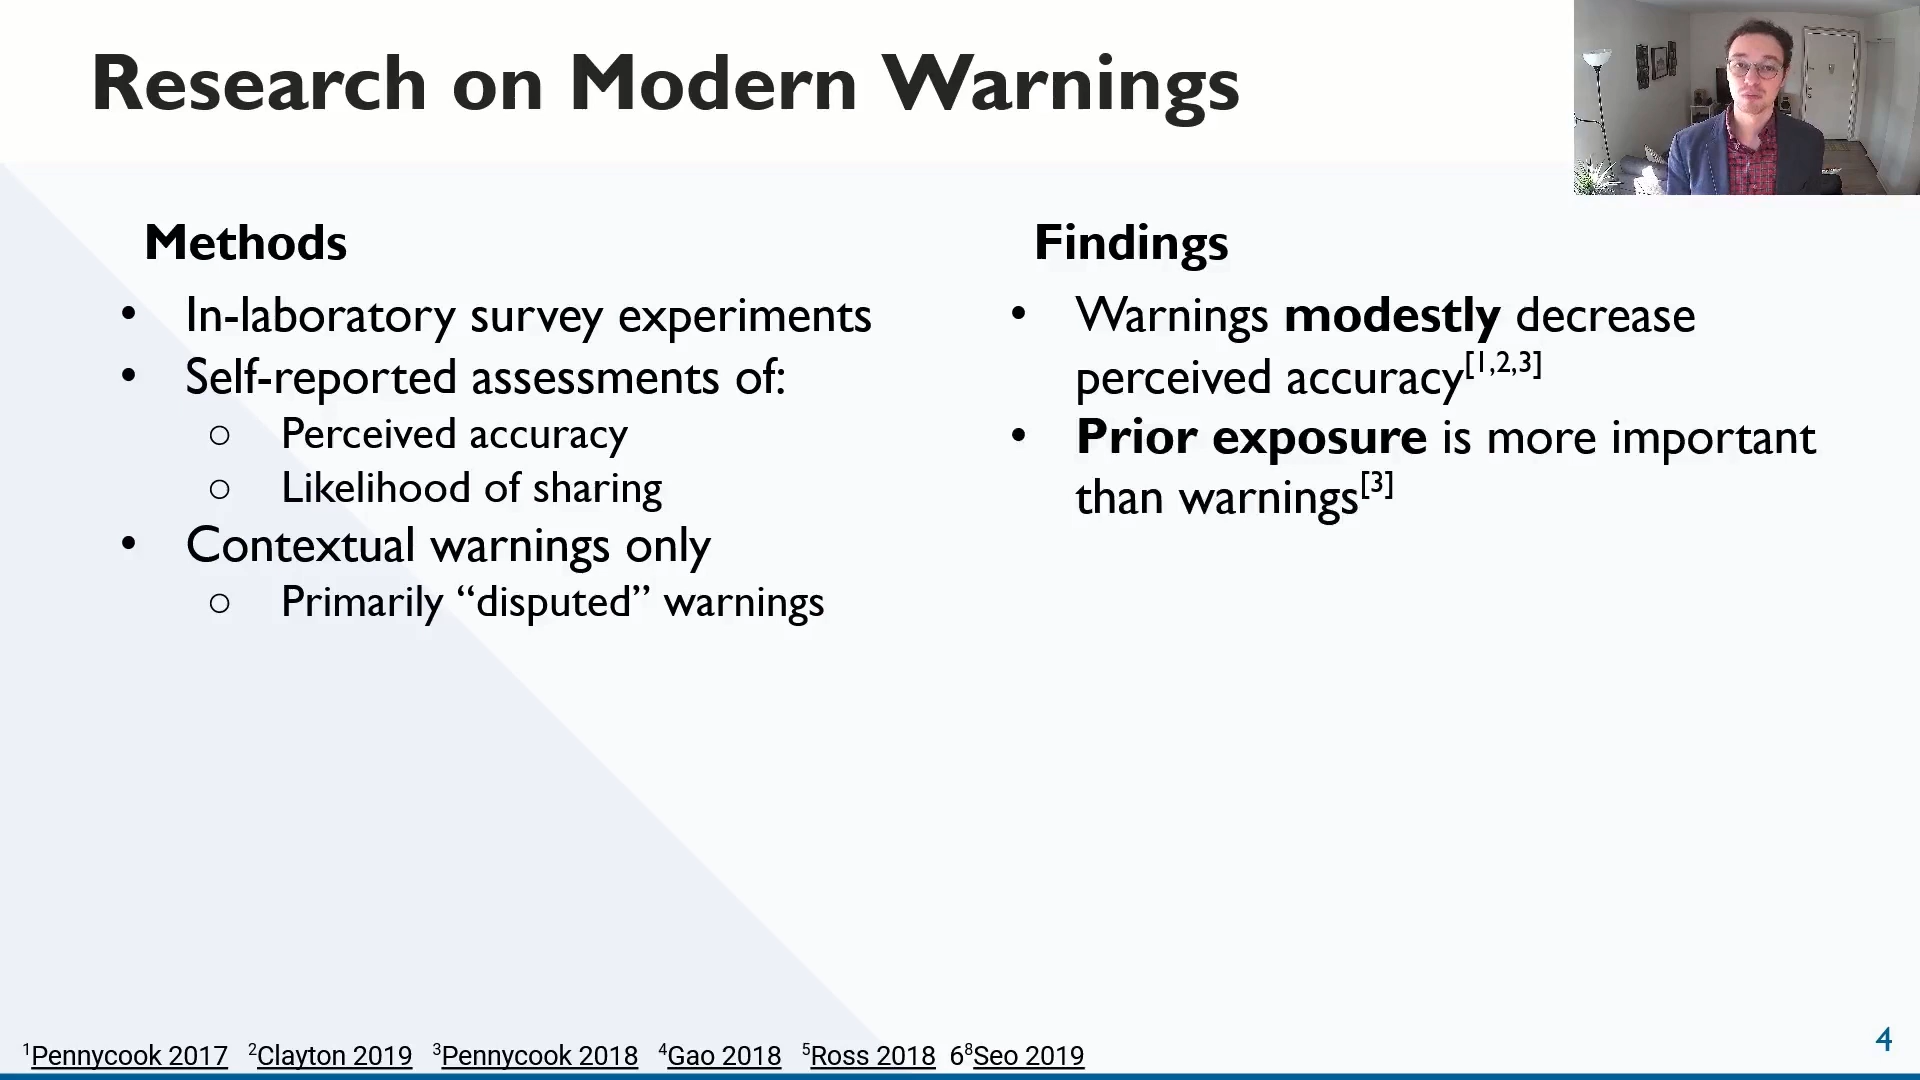 Research on Modern Warnings
Methods
• In-laboratory survey experiments
• Self-reported assessments of:
○ Perceived accuracy
○ Likelihood of sharing
• Contextual warnings only
○ Primarily “disputed” warnings
Findings
• Warnings modestly decrease
perceived accuracy[1,2,3]
• Prior exposure is more important
than warnings[3]
1Pennycook 2017 2Clayton 2019 3Pennycook 2018 4Gao 2018 5Ross 2018 68Seo 2019
4